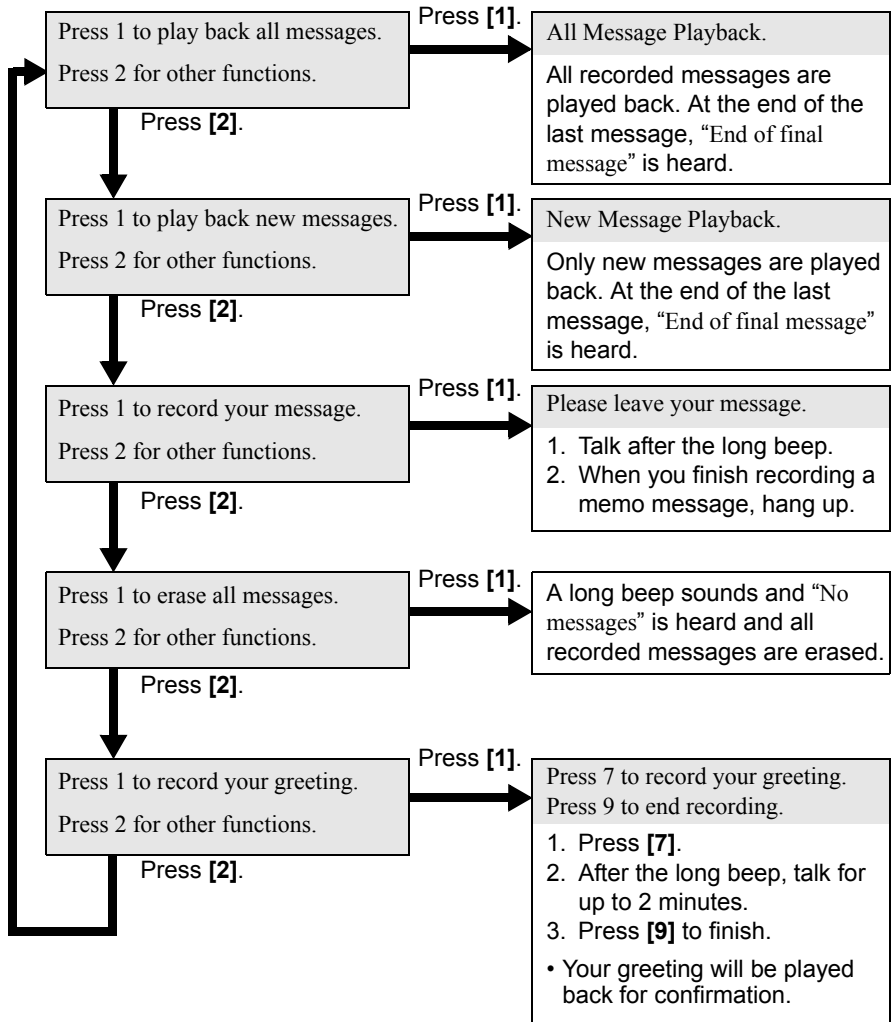 Press 1 to play back all messages.
Press 2 for other functions.
Press [1].
All Message Playback.
All recorded messages are
played back. At the end of the
last message, “End of final
message” is heard.
Press [2].
Press 1 to play back new messages.
Press 2 for other functions.
Press [1].
New Message Playback.
Only new messages are played
back. At the end of the last
message, “End of final message”
is heard.
Press [2].
Press 1 to record your message.
Press 2 for other functions.
Press [1].
Please leave your message.
1. Talk after the long beep.
2. When you finish recording a
memo message, hang up.
Press [2].
Press 1 to erase all messages.
Press 2 for other functions.
Press [1].
A long beep sounds and “No
messages” is heard and all
recorded messages are erased.
Press [2].
Press 1 to record your greeting.
Press 2 for other functions.
Press [1].
Press 7 to record your greeting.
Press 9 to end recording.
1. Press [7].
2. After the long beep, talk for
up to 2 minutes.
3. Press [9] to finish.
• Your greeting will be played
back for confirmation.
Press [2].